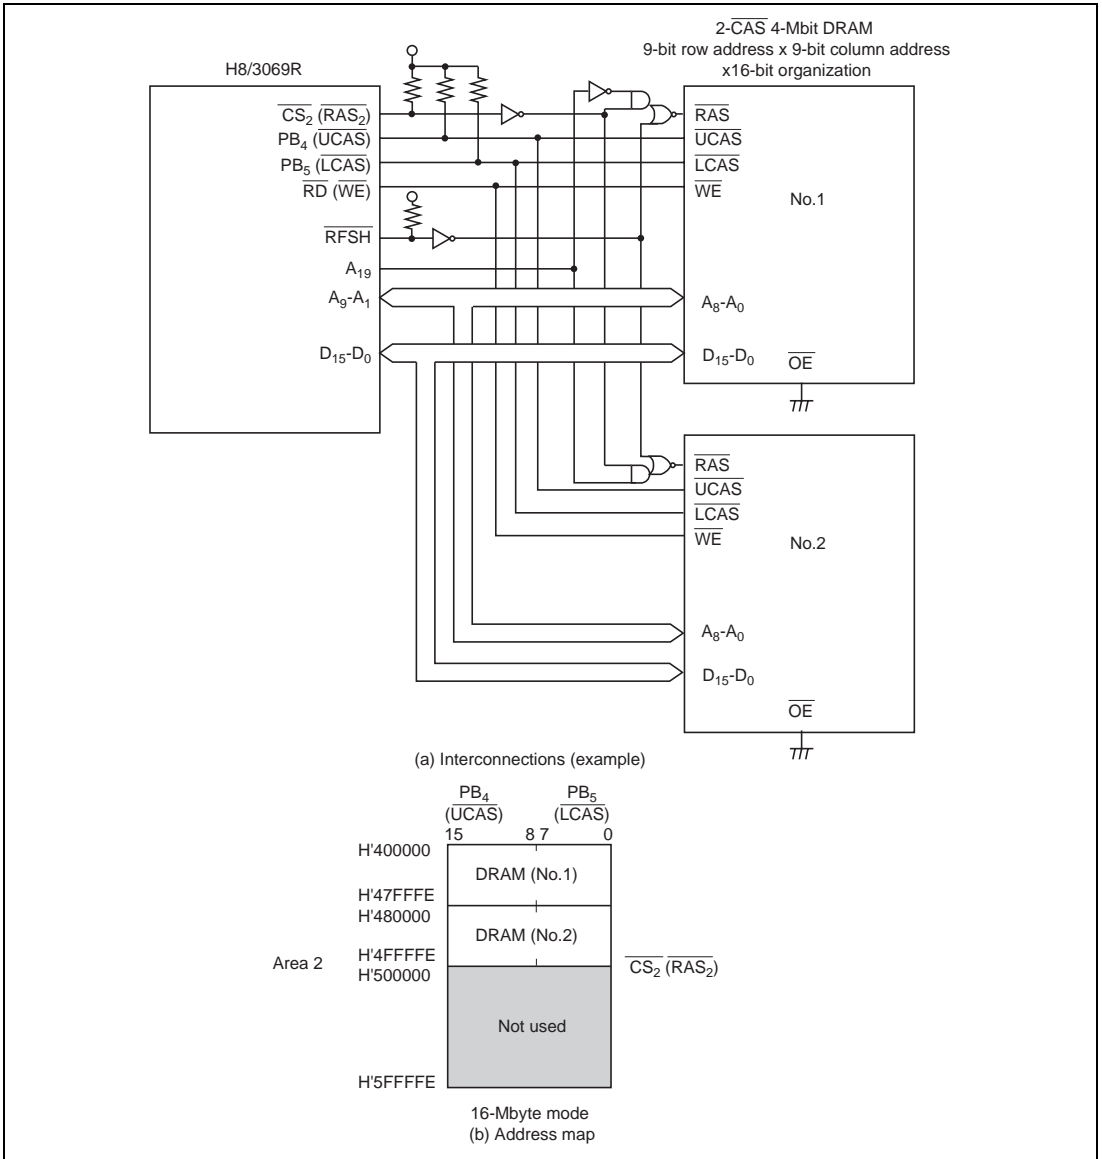 2-CAS 4-Mbit DRAM
9-bit row address x 9-bit column address
x16-bit organization
H8/3069R
CS2 (RAS2)
PB4 (UCAS)
PB5 (LCAS)
RD (WE)
RFSH
A19
A9-A1
D15-D0
RAS
UCAS
LCAS
WE
No.1
A8-A0
D15-D0
OE
RAS
UCAS
LCAS
WE
No.2
A8-A0
D15-D0
OE
(a) Interconnections (example)
PB4 PB5
(UCAS) (LCAS)
15 8 7 0
H'400000
DRAM (No.1)
H'47FFFE
H'480000
DRAM (No.2)
H'4FFFFE
Area 2
CS2 (RAS2)
H'500000
Not used
H'5FFFFE
16-Mbyte mode
(b) Address map